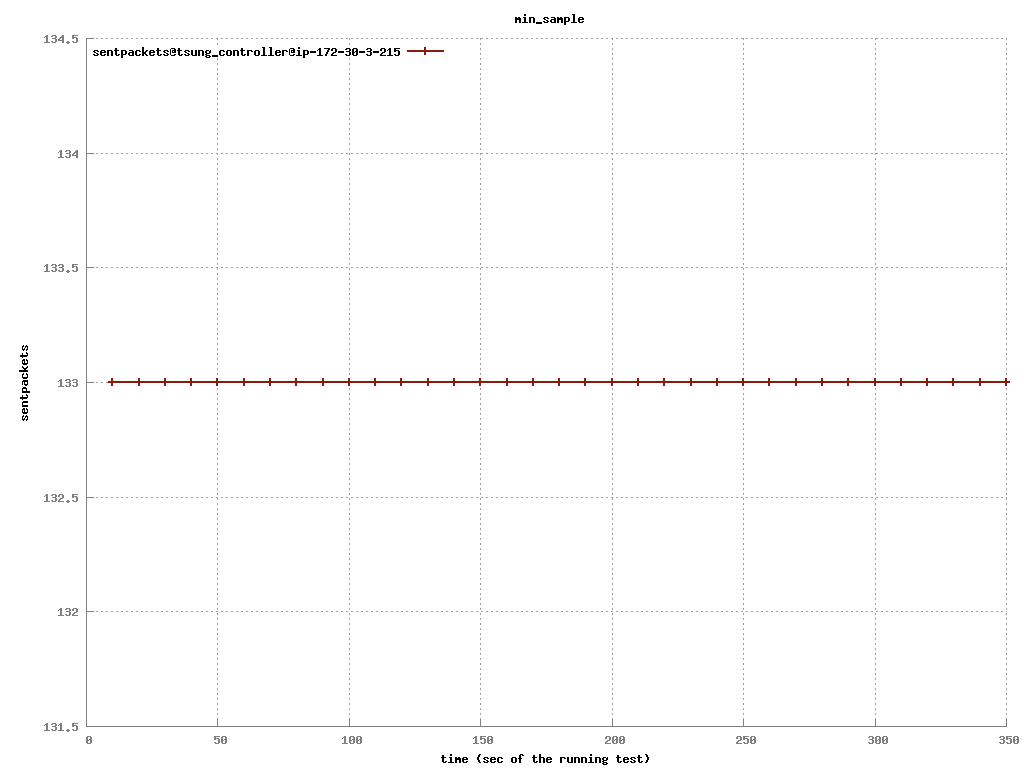 min_sample
134.5
sentpackets@tsung_controller@ip-172-30-3-215
134
133.5
133
132.5
132
131.5
sentpackets
0 50 100 150 200 250 300 350
time (sec of the running test)